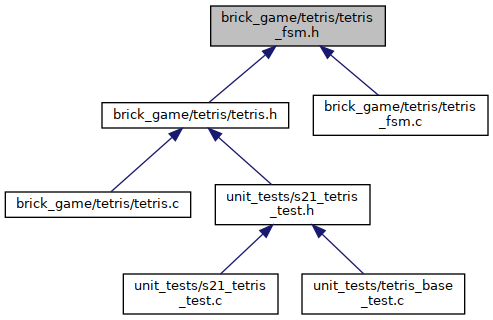 brick_game/tetris/tetris
_fsm.h
brick_game/tetris/tetris.h
brick_game/tetris/tetris
_fsm.c
brick_game/tetris/tetris.c
unit_tests/s21_tetris
_test.h
unit_tests/s21_tetris
_test.c
unit_tests/tetris_base
_test.c